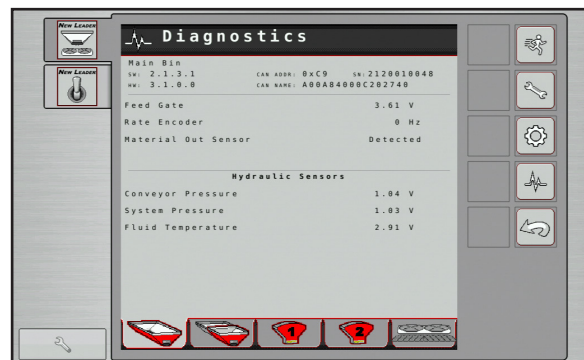 NEW LEADER
NEW LEADER
Diagnostics
Main Bin
SW: 2.1.3.1 CAN ADDR: 0xC9 SN: 2120010048
HW: 3.1.0.0 CAN NAME: A00A84000C202740
Feed Gate 3.61 V
Rate Encoder 0 Hz
Material Out Sensor Detected
Hydraulic Sensors
Conveyor Pressure 1.04 V
System Pressure 1.03 V
Fluid Temperature 2.91 V
1
2